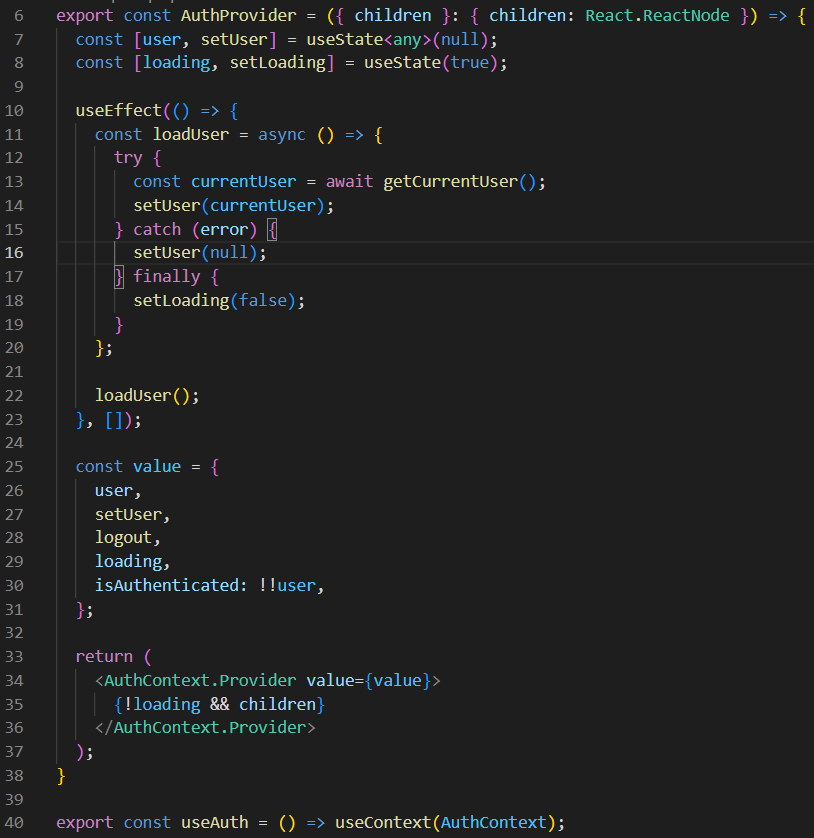 6 export const AuthProvider = ({ children }: { children: React.ReactNode }) => {
7   const [user, setUser] = useState<any>(null);
8   const [loading, setLoading] = useState(true);
9
10   useEffect(() => {
11     const loadUser = async () => {
12       try {
13         const currentUser = await getCurrentUser();
14         setUser(currentUser);
15       } catch (error) {
16         setUser(null);
17       } finally {
18         setLoading(false);
19       }
20     };
21
22     loadUser();
23   }, []);
24
25   const value = {
26     user,
27     setUser,
28     logout,
29     loading,
30     isAuthenticated: !!user,
31   };
32
33   return (
34     <AuthContext.Provider value={value}>
35       {!loading && children}
36     </AuthContext.Provider>
37   );
38 }
39
40 export const useAuth = () => useContext(AuthContext);